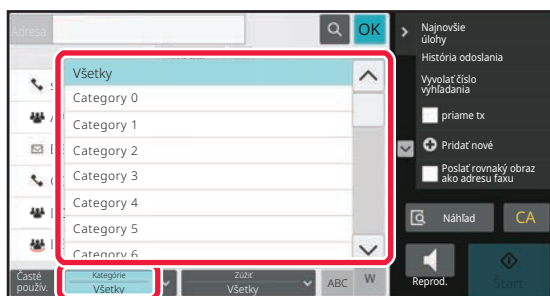 Adresa
OK
Všetky
Category 0
Category 1
Category 2
Category 3
Category 4
Category 5
Category 6
Časté
použív.
Kategórie
Všetky
Zúžiť
Všetky
ABC
W
Najnovšie
úlohy
História odoslania
Vyvolať číslo
vyhľadania
priame tx
Pridať nové
Poslať rovnaký obraz
ako adresu faxu
Náhľad
CA
Reprod.
Start